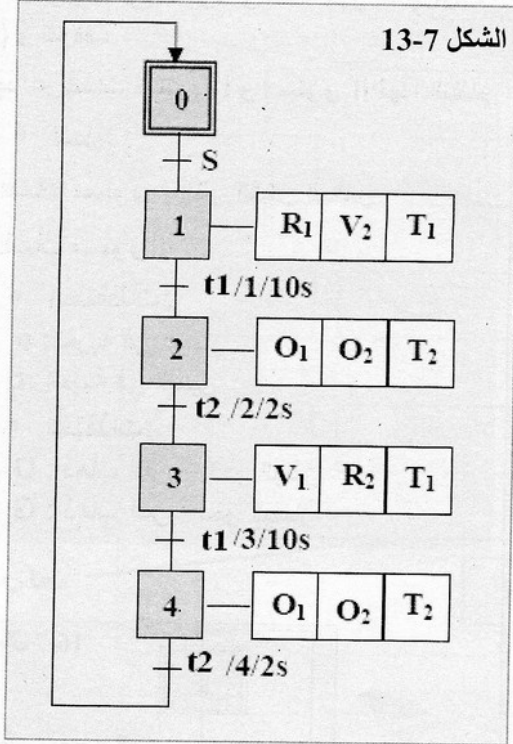 الشكل 7-13
0
S
1 R₁ V₂ T₁
t1/1/10s
2 O₁ O₂ T₂
t2 /2/2s
3 V₁ R₂ T₁
t1 /3/10s
4 O₁ O₂ T₂
t2 /4/2s